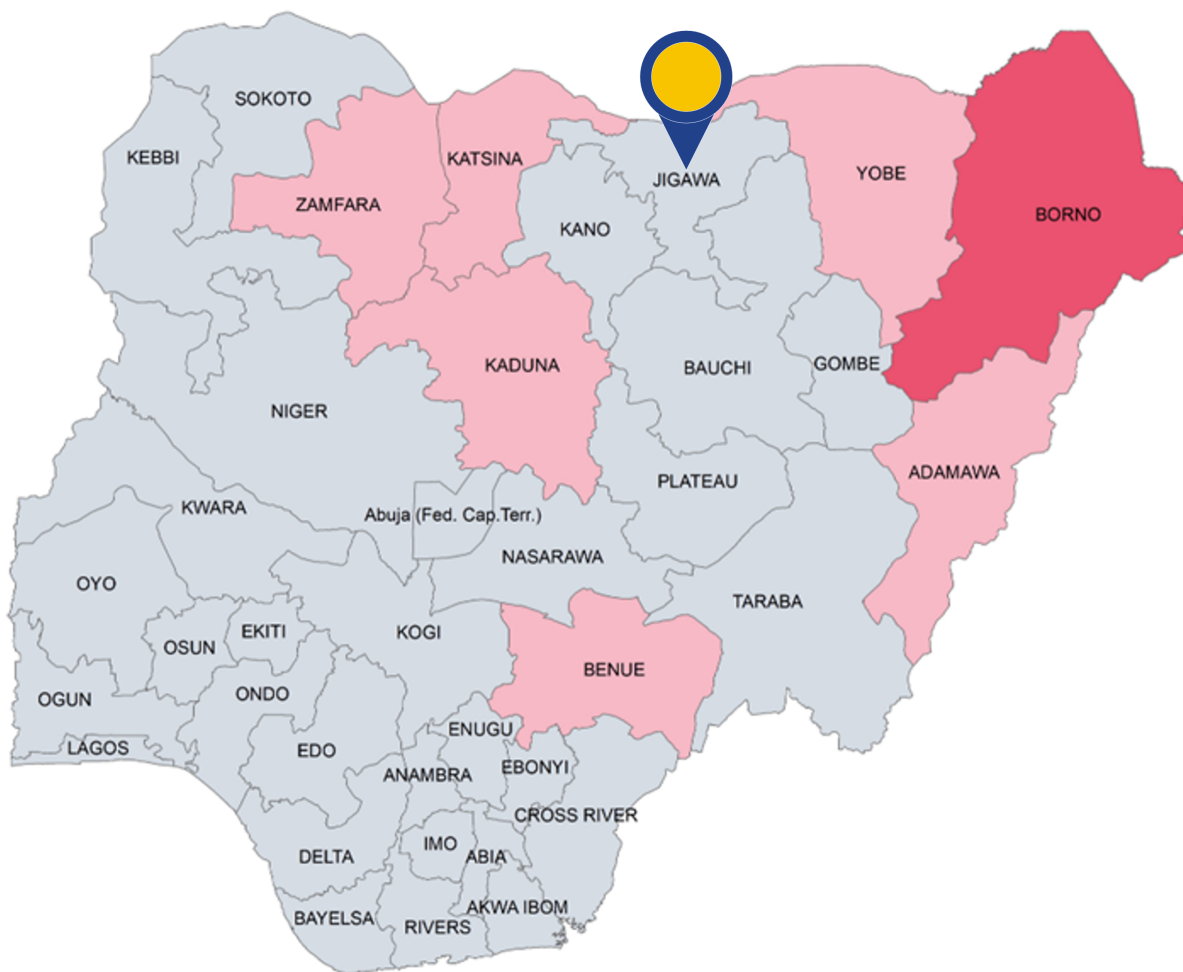 SOKOTO
KEBBI
KATSINA
ZAMFARA
JIGAWA
YOBE
KANO
BORNO
KADUNA
BAUCHI
GOMBE
NIGER
ADAMAWA
PLATEAU
KWARA
Abuja (Fed. Cap.Terr.)
NASARAWA
OYO
TARABA
EKITI
KOGI
OSUN
BENUE
OGUN
ONDO
ENUGU
LAGOS
EDO
ANAMBRA
EBONYI
CROSS RIVER
IMO
DELTA
ABIA
AKWA IBOM
BAYELSA
RIVERS